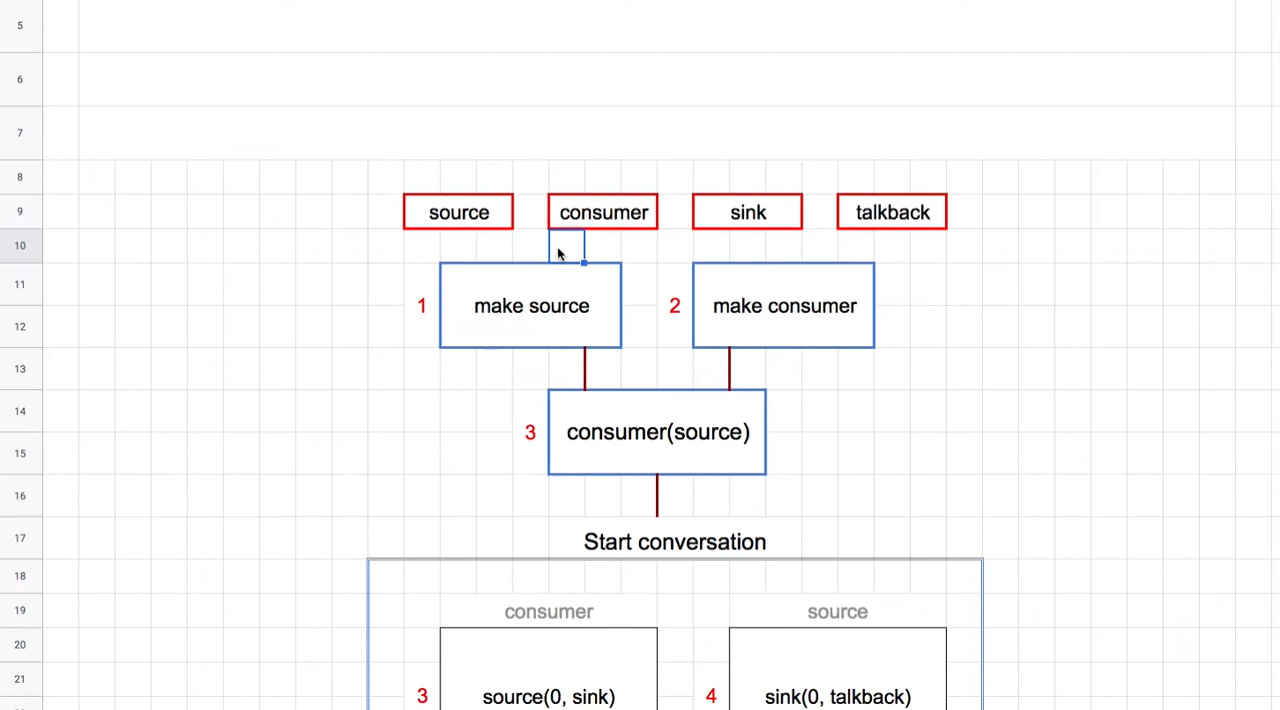 5
6
7
8
9
source consumer sink talkback
10
11
1 make source 2 make consumer
12
13
14
3 consumer(source)
15
16
17
Start conversation
18
19
consumer source
20
21
3 source(0, sink) 4 sink(0, talkback)